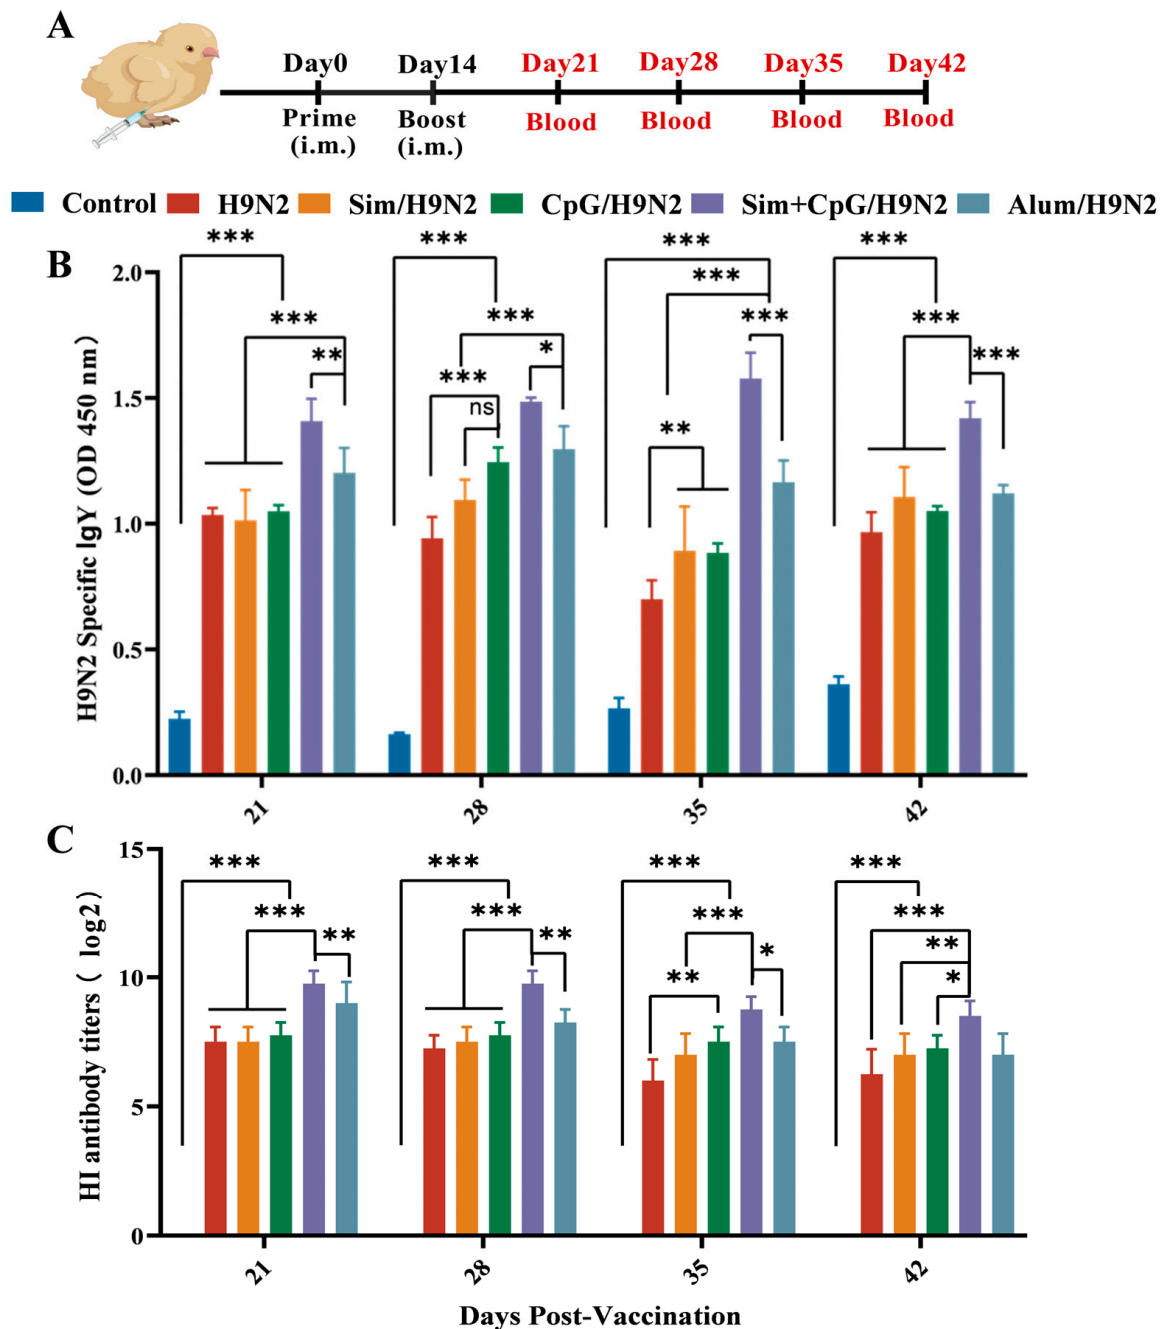 A
Day0 Day14 Day21 Day28 Day35 Day42
Prime Boost Blood Blood Blood Blood
(i.m.) (i.m.)
Control H9N2 Sim/H9N2 CpG/H9N2 Sim+CpG/H9N2 Alum/H9N2
B
H9N2 Specific IgY (OD 450 nm)
2.0
1.5
1.0
0.5
0.0
*** *** *** ***
*** *** *** ***
** * *** ***
*** ns ** 
21 28 35 42
C
HI antibody titers ( log2)
15
10
5
0
*** *** *** ***
*** *** *** ***
** ** * **
** *
21 28 35 42
Days Post-Vaccination